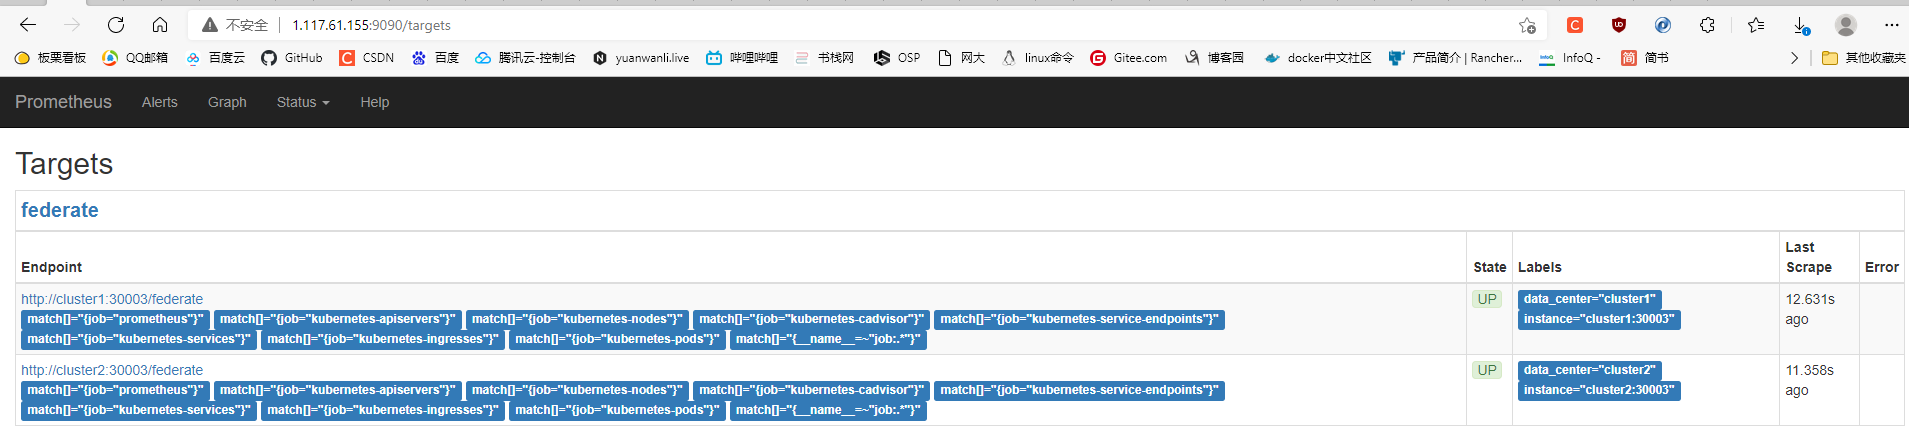 不安全 1.117.61.155:9090/targets
板栗看板 QQ邮箱 百度云 GitHub CSDN 百度 腾讯云-控制台 yuanwanli.live 哔哩哔哩 书栈网 OSP 网大 linux命令 Gitee.com 博客园 docker中文社区 产品简介 | Rancher... InfoQ - 简书 其他收藏夹
Prometheus Alerts Graph Status Help
Targets
federate
Endpoint State Labels Last Scrape Error
http://cluster1:30003/federate UP data_center="cluster1" 12.631s ago
match[]="{job="prometheus"}" match[]="{job="kubernetes-apiservers"}" match[]="{job="kubernetes-nodes"}" match[]="{job="kubernetes-cadvisor"}" match[]="{job="kubernetes-service-endpoints"}" instance="cluster1:30003"
match[]="{job="kubernetes-services"}" match[]="{job="kubernetes-ingresses"}" match[]="{job="kubernetes-pods"}" match[]="{__name__=~"job:.*"}"
http://cluster2:30003/federate UP data_center="cluster2" 11.358s ago
match[]="{job="prometheus"}" match[]="{job="kubernetes-apiservers"}" match[]="{job="kubernetes-nodes"}" match[]="{job="kubernetes-cadvisor"}" match[]="{job="kubernetes-service-endpoints"}" instance="cluster2:30003"
match[]="{job="kubernetes-services"}" match[]="{job="kubernetes-ingresses"}" match[]="{job="kubernetes-pods"}" match[]="{__name__=~"job:.*"}"